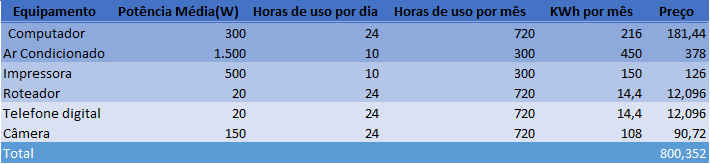 Equipamento Potência Média(W) Horas de uso por dia Horas de uso por mês KWh por mês Preço
Computador 300 24 720 216 181,44
Ar Condicionado 1.500 10 300 450 378
Impressora 500 10 300 150 126
Roteador 20 24 720 14,4 12,096
Telefone digital 20 24 720 14,4 12,096
Câmera 150 24 720 108 90,72
Total 800,352